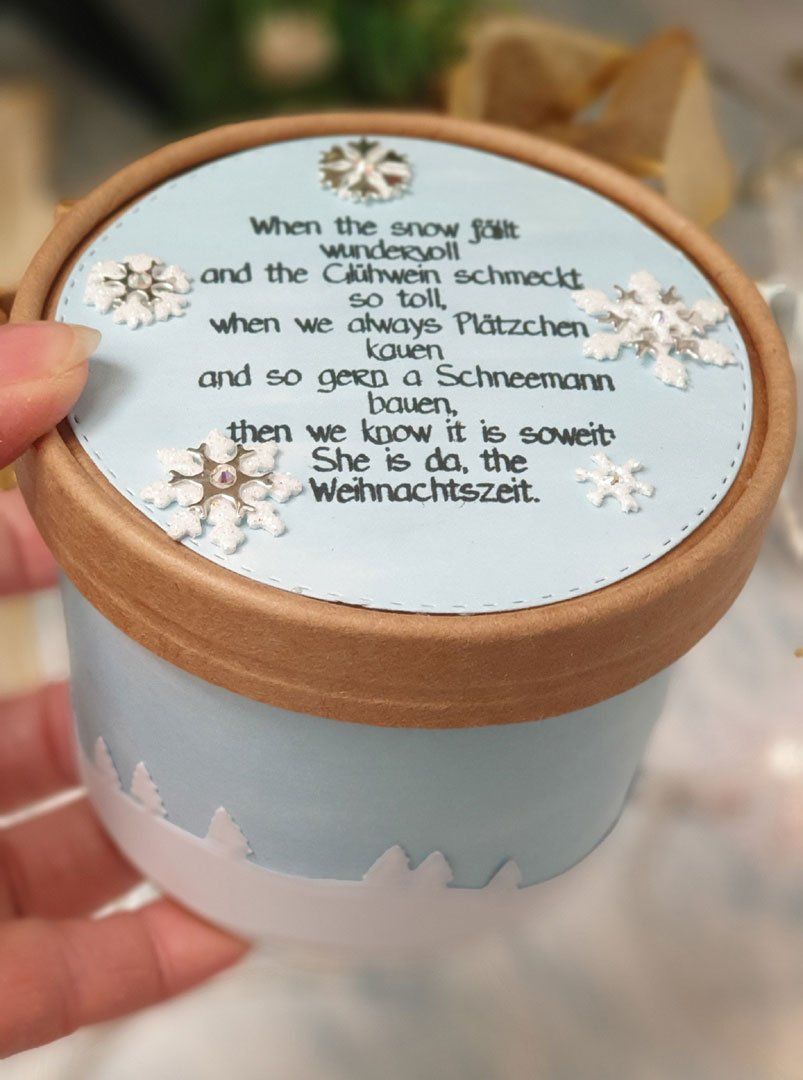 When the snow fällt
wundervoll
and the Glühwein schmeckt
so toll,
when we always Plätzchen
kauen
and so gern a Schneemann
bauen,
then we know it is soweit:
She is da, the
Weihnachtszeit.